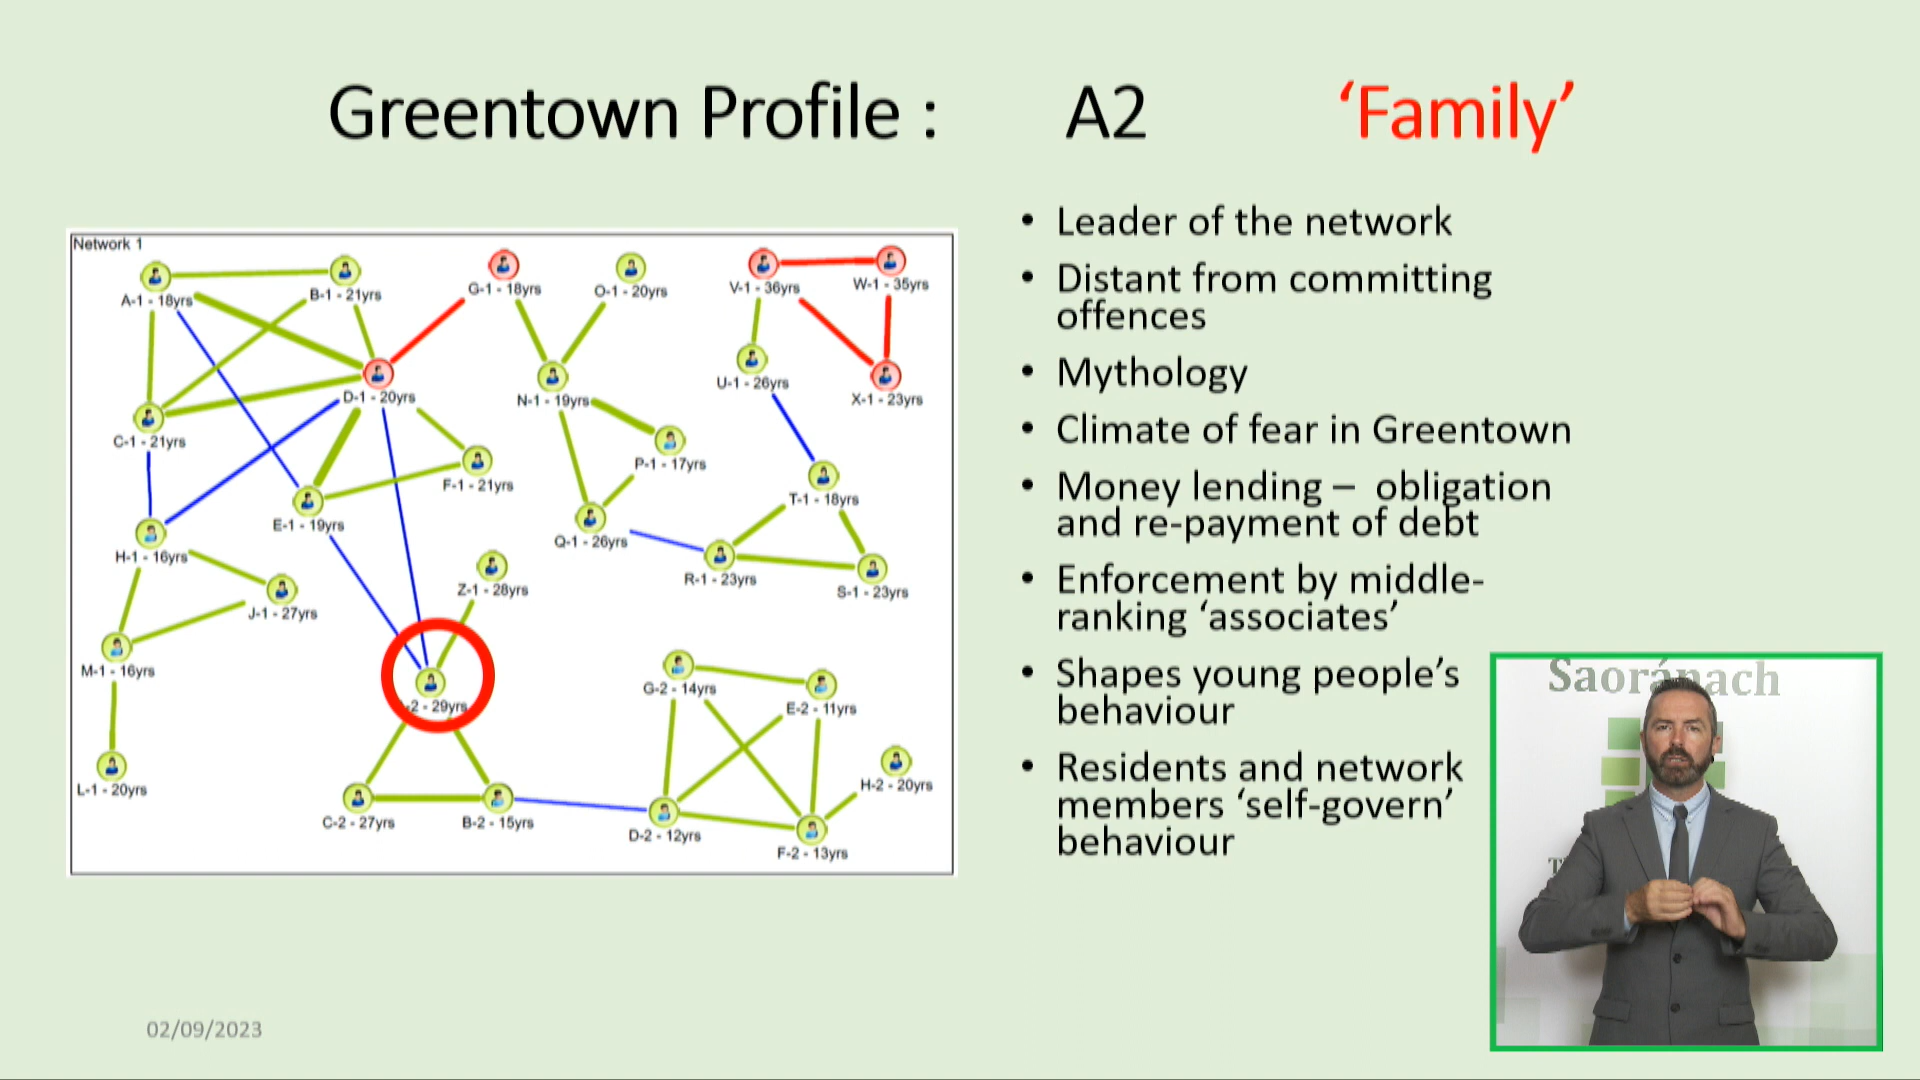 Greentown Profile : A2 ‘Family’
Network 1
A-1 - 18yrs
B-1 - 21yrs
G-1 - 18yrs
O-1 - 20yrs
V-1 - 36yrs
W-1 - 35yrs
D-1 - 20yrs
N-1 - 19yrs
U-1 - 26yrs
X-1 - 23yrs
C-1 - 21yrs
F-1 - 21yrs
P-1 - 17yrs
T-1 - 18yrs
E-1 - 19yrs
Q-1 - 26yrs
H-1 - 16yrs
R-1 - 23yrs
S-1 - 23yrs
Z-1 - 28yrs
J-1 - 27yrs
M-1 - 16yrs
-2 - 29yrs
G-2 - 14yrs
E-2 - 11yrs
L-1 - 20yrs
H-2 - 20yrs
C-2 - 27yrs
B-2 - 15yrs
D-2 - 12yrs
F-2 - 13yrs
• Leader of the network
• Distant from committing
offences
• Mythology
• Climate of fear in Greentown
• Money lending – obligation
and re-payment of debt
• Enforcement by middle-
ranking ‘associates’
• Shapes young people’s
behaviour
• Residents and network
members ‘self-govern’
behaviour
Saoránach
02/09/2023